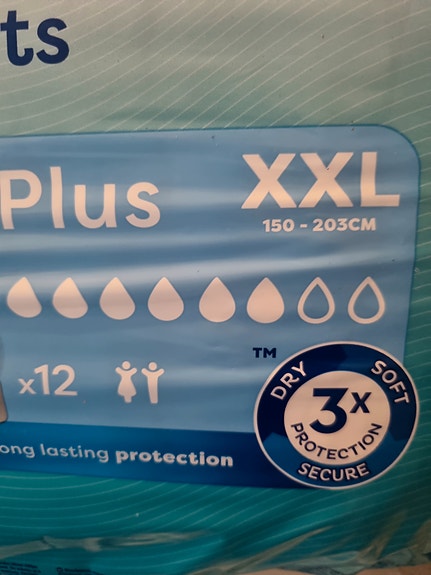 ts
Plus
XXL
150 - 203CM
x12
TM
DRY
SOFT
3x
PROTECTION
SECURE
ong lasting protection